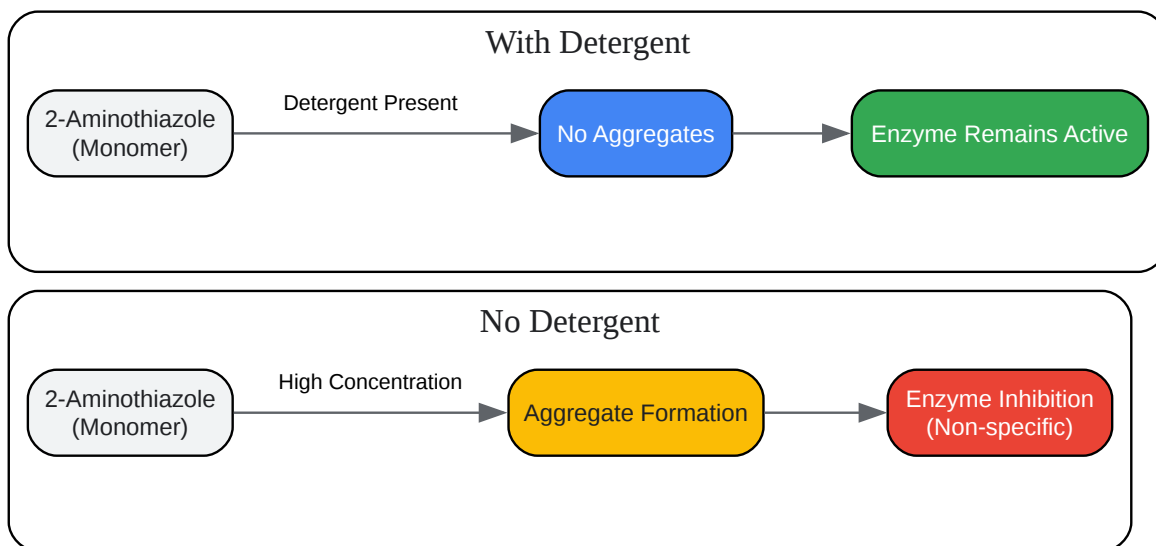 With Detergent
2-Aminothiazole
(Monomer)
Detergent Present
No Aggregates
Enzyme Remains Active
No Detergent
2-Aminothiazole
(Monomer)
High Concentration
Aggregate Formation
Enzyme Inhibition
(Non-specific)